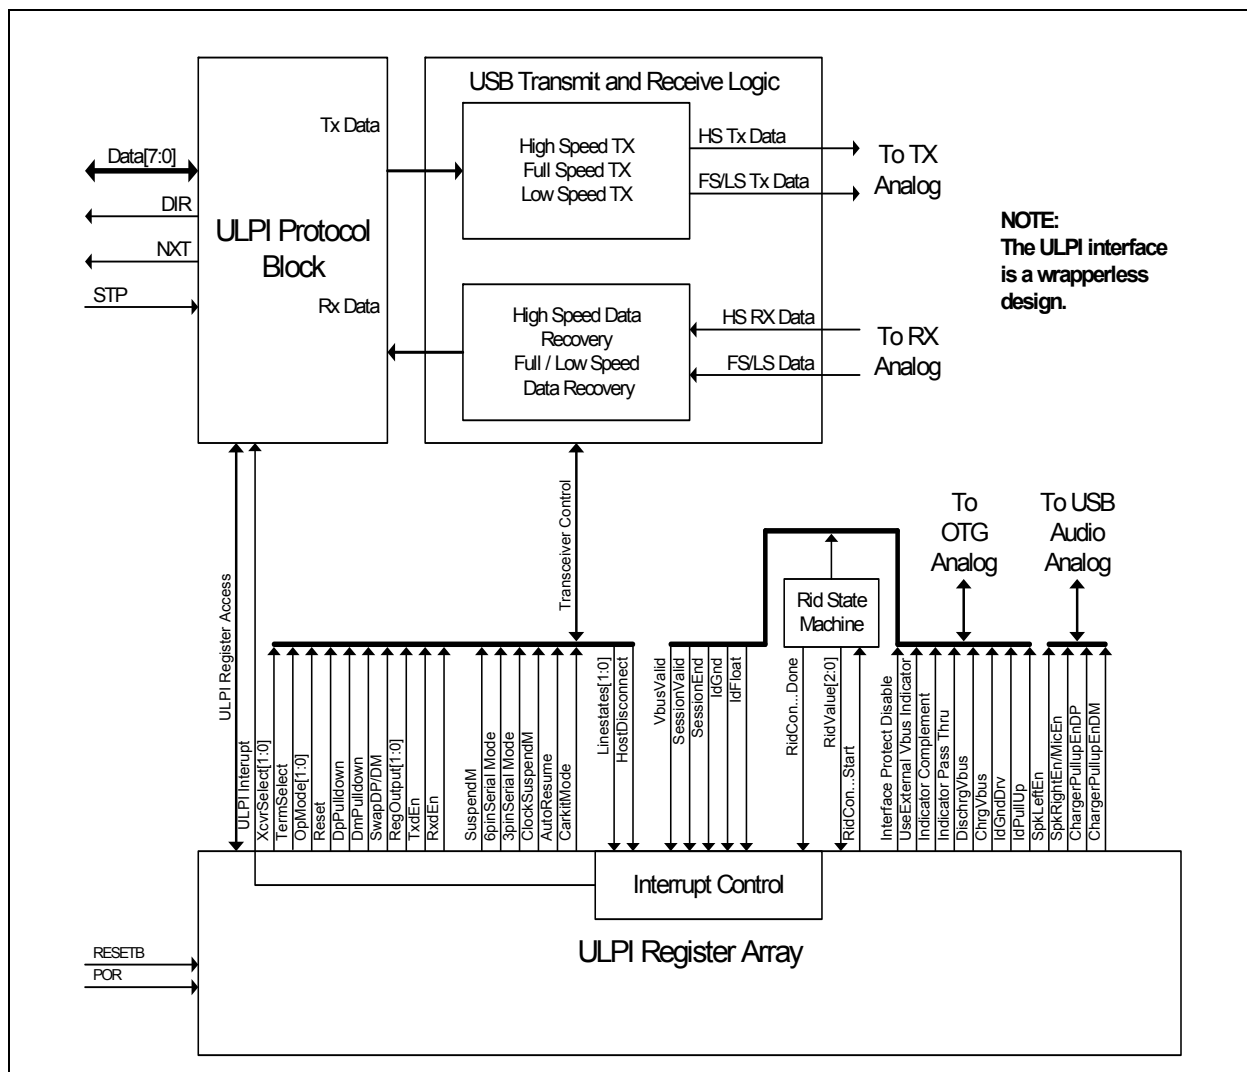 USB Transmit and Receive Logic
Tx Data
High Speed TX
Full Speed TX
Low Speed TX
HS Tx Data
FS/LS Tx Data
To TX
Analog
Data[7:0]
DIR
NXT
STP
ULPI Protocol
Block
Rx Data
High Speed Data
Recovery
Full / Low Speed
Data Recovery
HS RX Data
FS/LS Data
To RX
Analog
NOTE:
The ULPI interface
is a wrapperless
design.
ULPI Register Access
ULPI Interupt
Transceiver Control
XcvrSelect[1:0]
TermSelect
OpMode[1:0]
Reset
DpPulldown
DmPulldown
SwapDP/DM
RegOutput[1:0]
TxdEn
RxdEn
SuspendM
6pinSerial Mode
3pinSerial Mode
ClockSuspendM
AutoResume
CarkitMode
Linestates[1:0]
HostDisconnect
VbusValid
SessionValid
SessionEnd
IdGnd
IdFloat
Rid State
Machine
RidCon...Done
RidValue[2:0]
RidCon...Start
To
OTG
Analog
To USB
Audio
Analog
Interface Protect Disable
UseExternal Vbus Indicator
Indicator Complement
Indicator Pass Thru
DischrgVbus
ChrgVbus
IdGndDrv
IdPullUp
SpkLeftEn
SpkRightEn/MicEn
ChargerPullupEnDP
ChargerPullupEnDM
Interrupt Control
ULPI Register Array
RESETB
POR